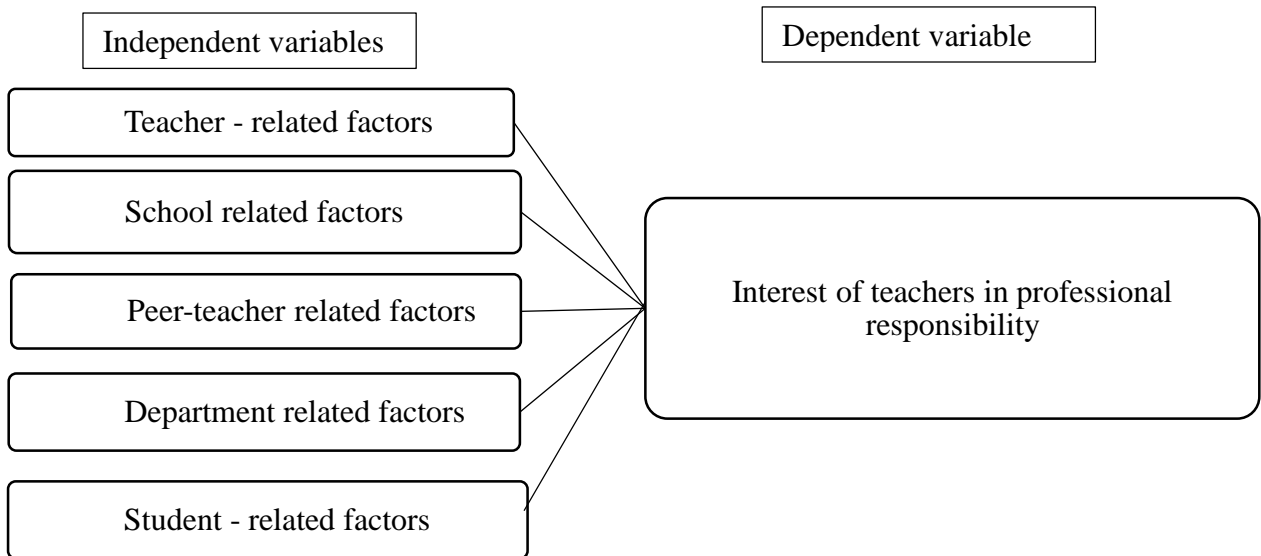 Independent variables
Dependent variable
Teacher - related factors
School related factors
Peer-teacher related factors
Department related factors
Student - related factors
Interest of teachers in professional
responsibility